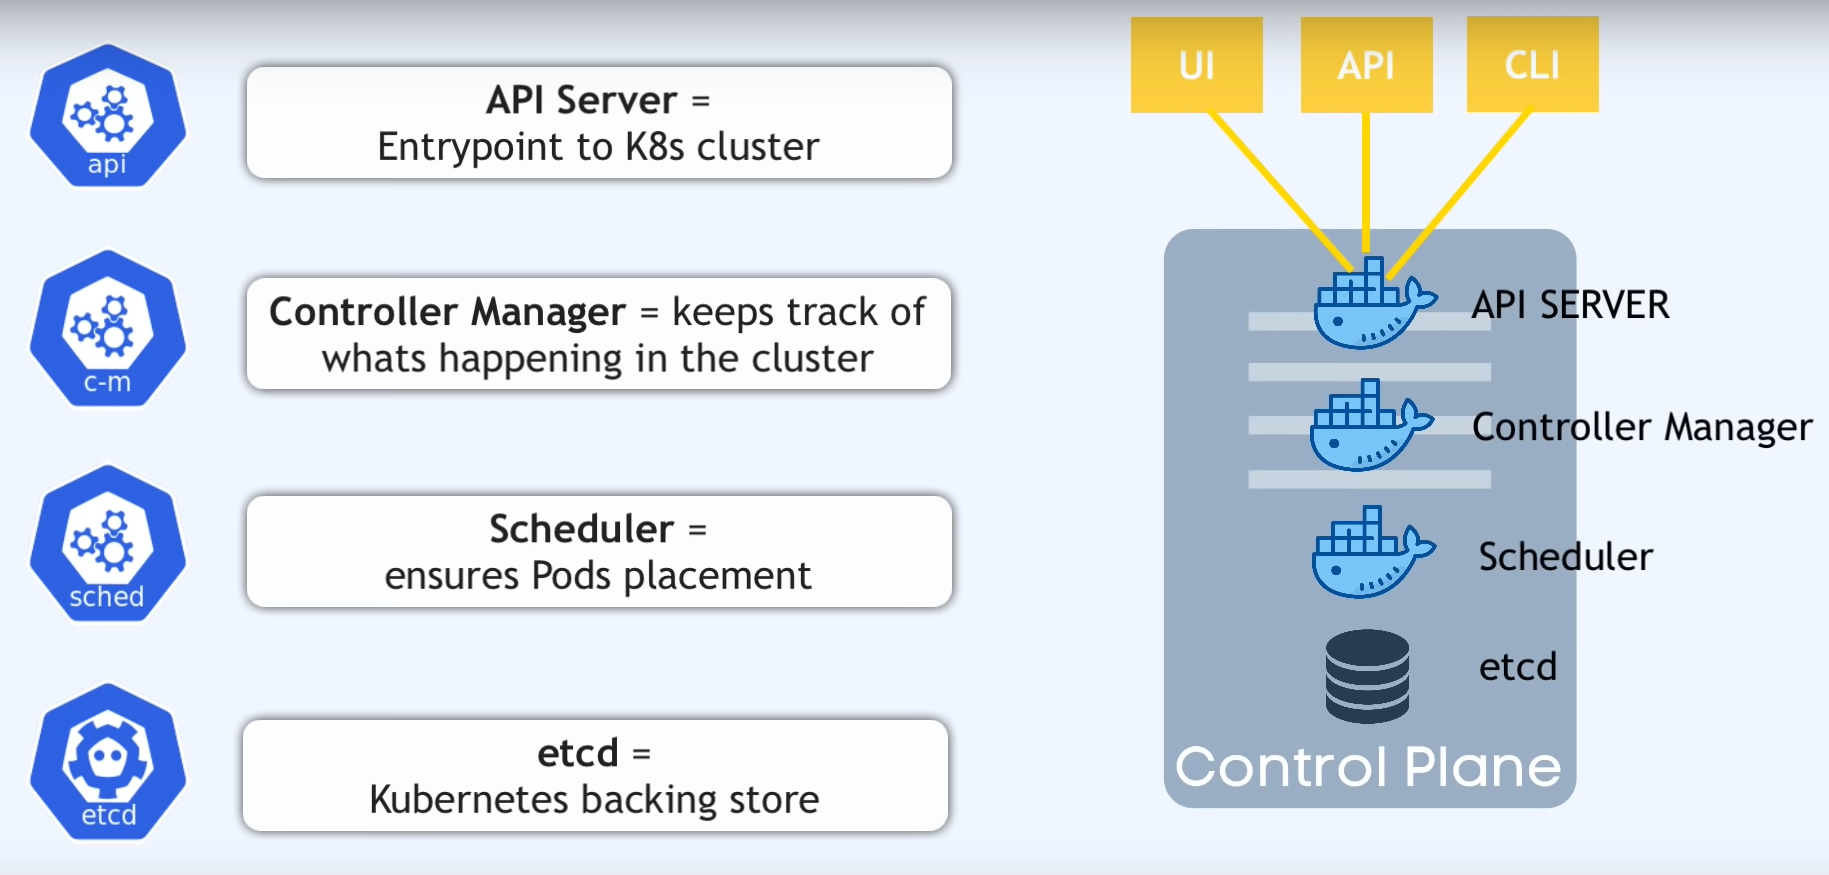 api
API Server =
Entrypoint to K8s cluster
c-m
Controller Manager = keeps track of
whats happening in the cluster
sched
Scheduler =
ensures Pods placement
etcd
etcd =
Kubernetes backing store
UI
API
CLI
API SERVER
Controller Manager
Scheduler
etcd
Control Plane